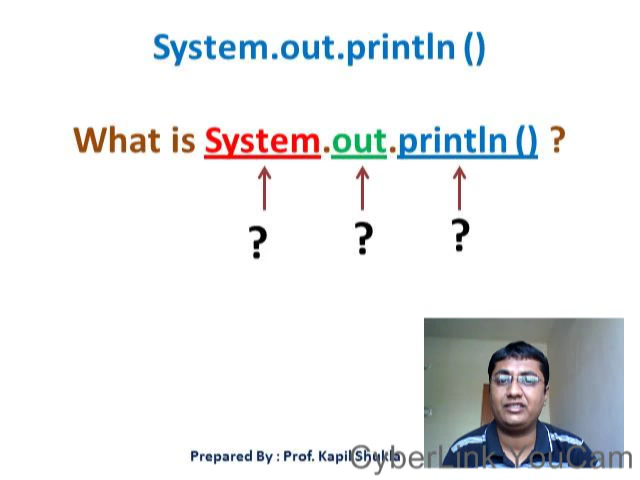 System.out.println ()
What is System.out.println () ?
? ? ?
Prepared By : Prof. Kapil Shukla
CyberLink YouCam